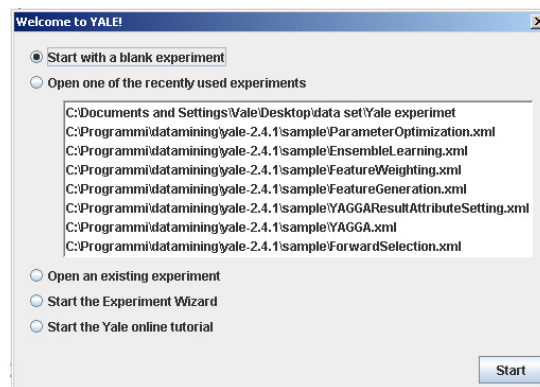 Welcome to YALE!
Start with a blank experiment
Open one of the recently used experiments
C:\Documents and Settings\Vale\Desktop\data set\Yale experimet
C:\Programmi\datamining\yale-2.4.1\sample\ParameterOptimization.xml
C:\Programmi\datamining\yale-2.4.1\sample\EnsembleLearning.xml
C:\Programmi\datamining\yale-2.4.1\sample\FeatureWeighting.xml
C:\Programmi\datamining\yale-2.4.1\sample\FeatureGeneration.xml
C:\Programmi\datamining\yale-2.4.1\sample\YAGGAResultAttributeSetting.xml
C:\Programmi\datamining\yale-2.4.1\sample\YAGGA.xml
C:\Programmi\datamining\yale-2.4.1\sample\ForwardSelection.xml
Open an existing experiment
Start the Experiment Wizard
Start the Yale online tutorial
Start